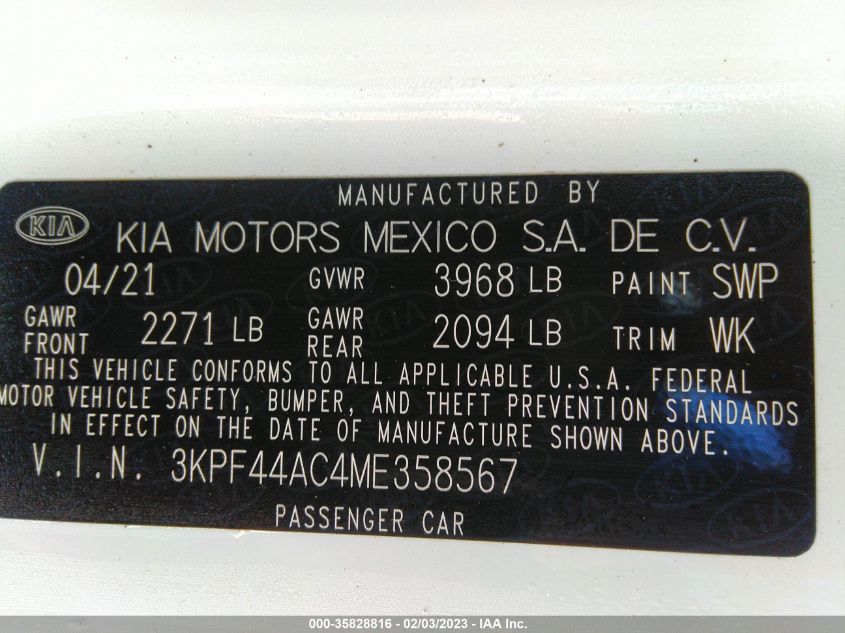 MANUFACTURED BY
KIA KIA MOTORS MEXICO S.A. DE C.V.
04/21 GVWR 3968 LB PAINT SWP
GAWR FRONT 2271 LB GAWR REAR 2094 LB TRIM WK
THIS VEHICLE CONFORMS TO ALL APPLICABLE U.S.A. FEDERAL
MOTOR VEHICLE SAFETY, BUMPER, AND THEFT PREVENTION STANDARDS
IN EFFECT ON THE DATE OF MANUFACTURE SHOWN ABOVE.
V.I.N. 3KPF44AC4ME358567
PASSENGER CAR
000-35828816 - 02/03/2023 - IAA Inc.